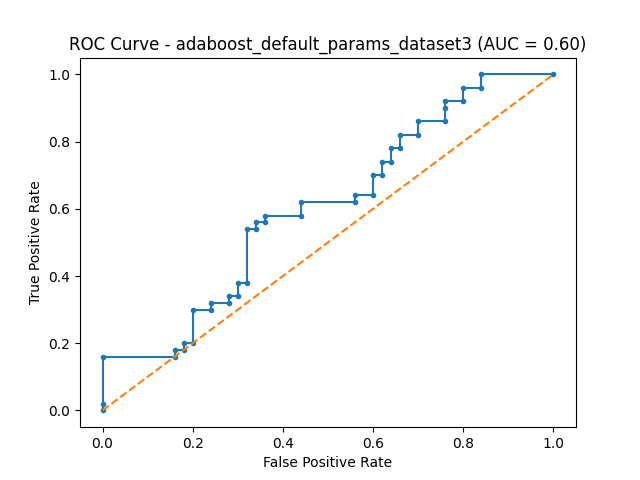 ROC Curve - adaboost_default_params_dataset3 (AUC = 0.60)
1.0
0.8
0.6
0.4
0.2
0.0
True Positive Rate
0.0 0.2 0.4 0.6 0.8 1.0
False Positive Rate